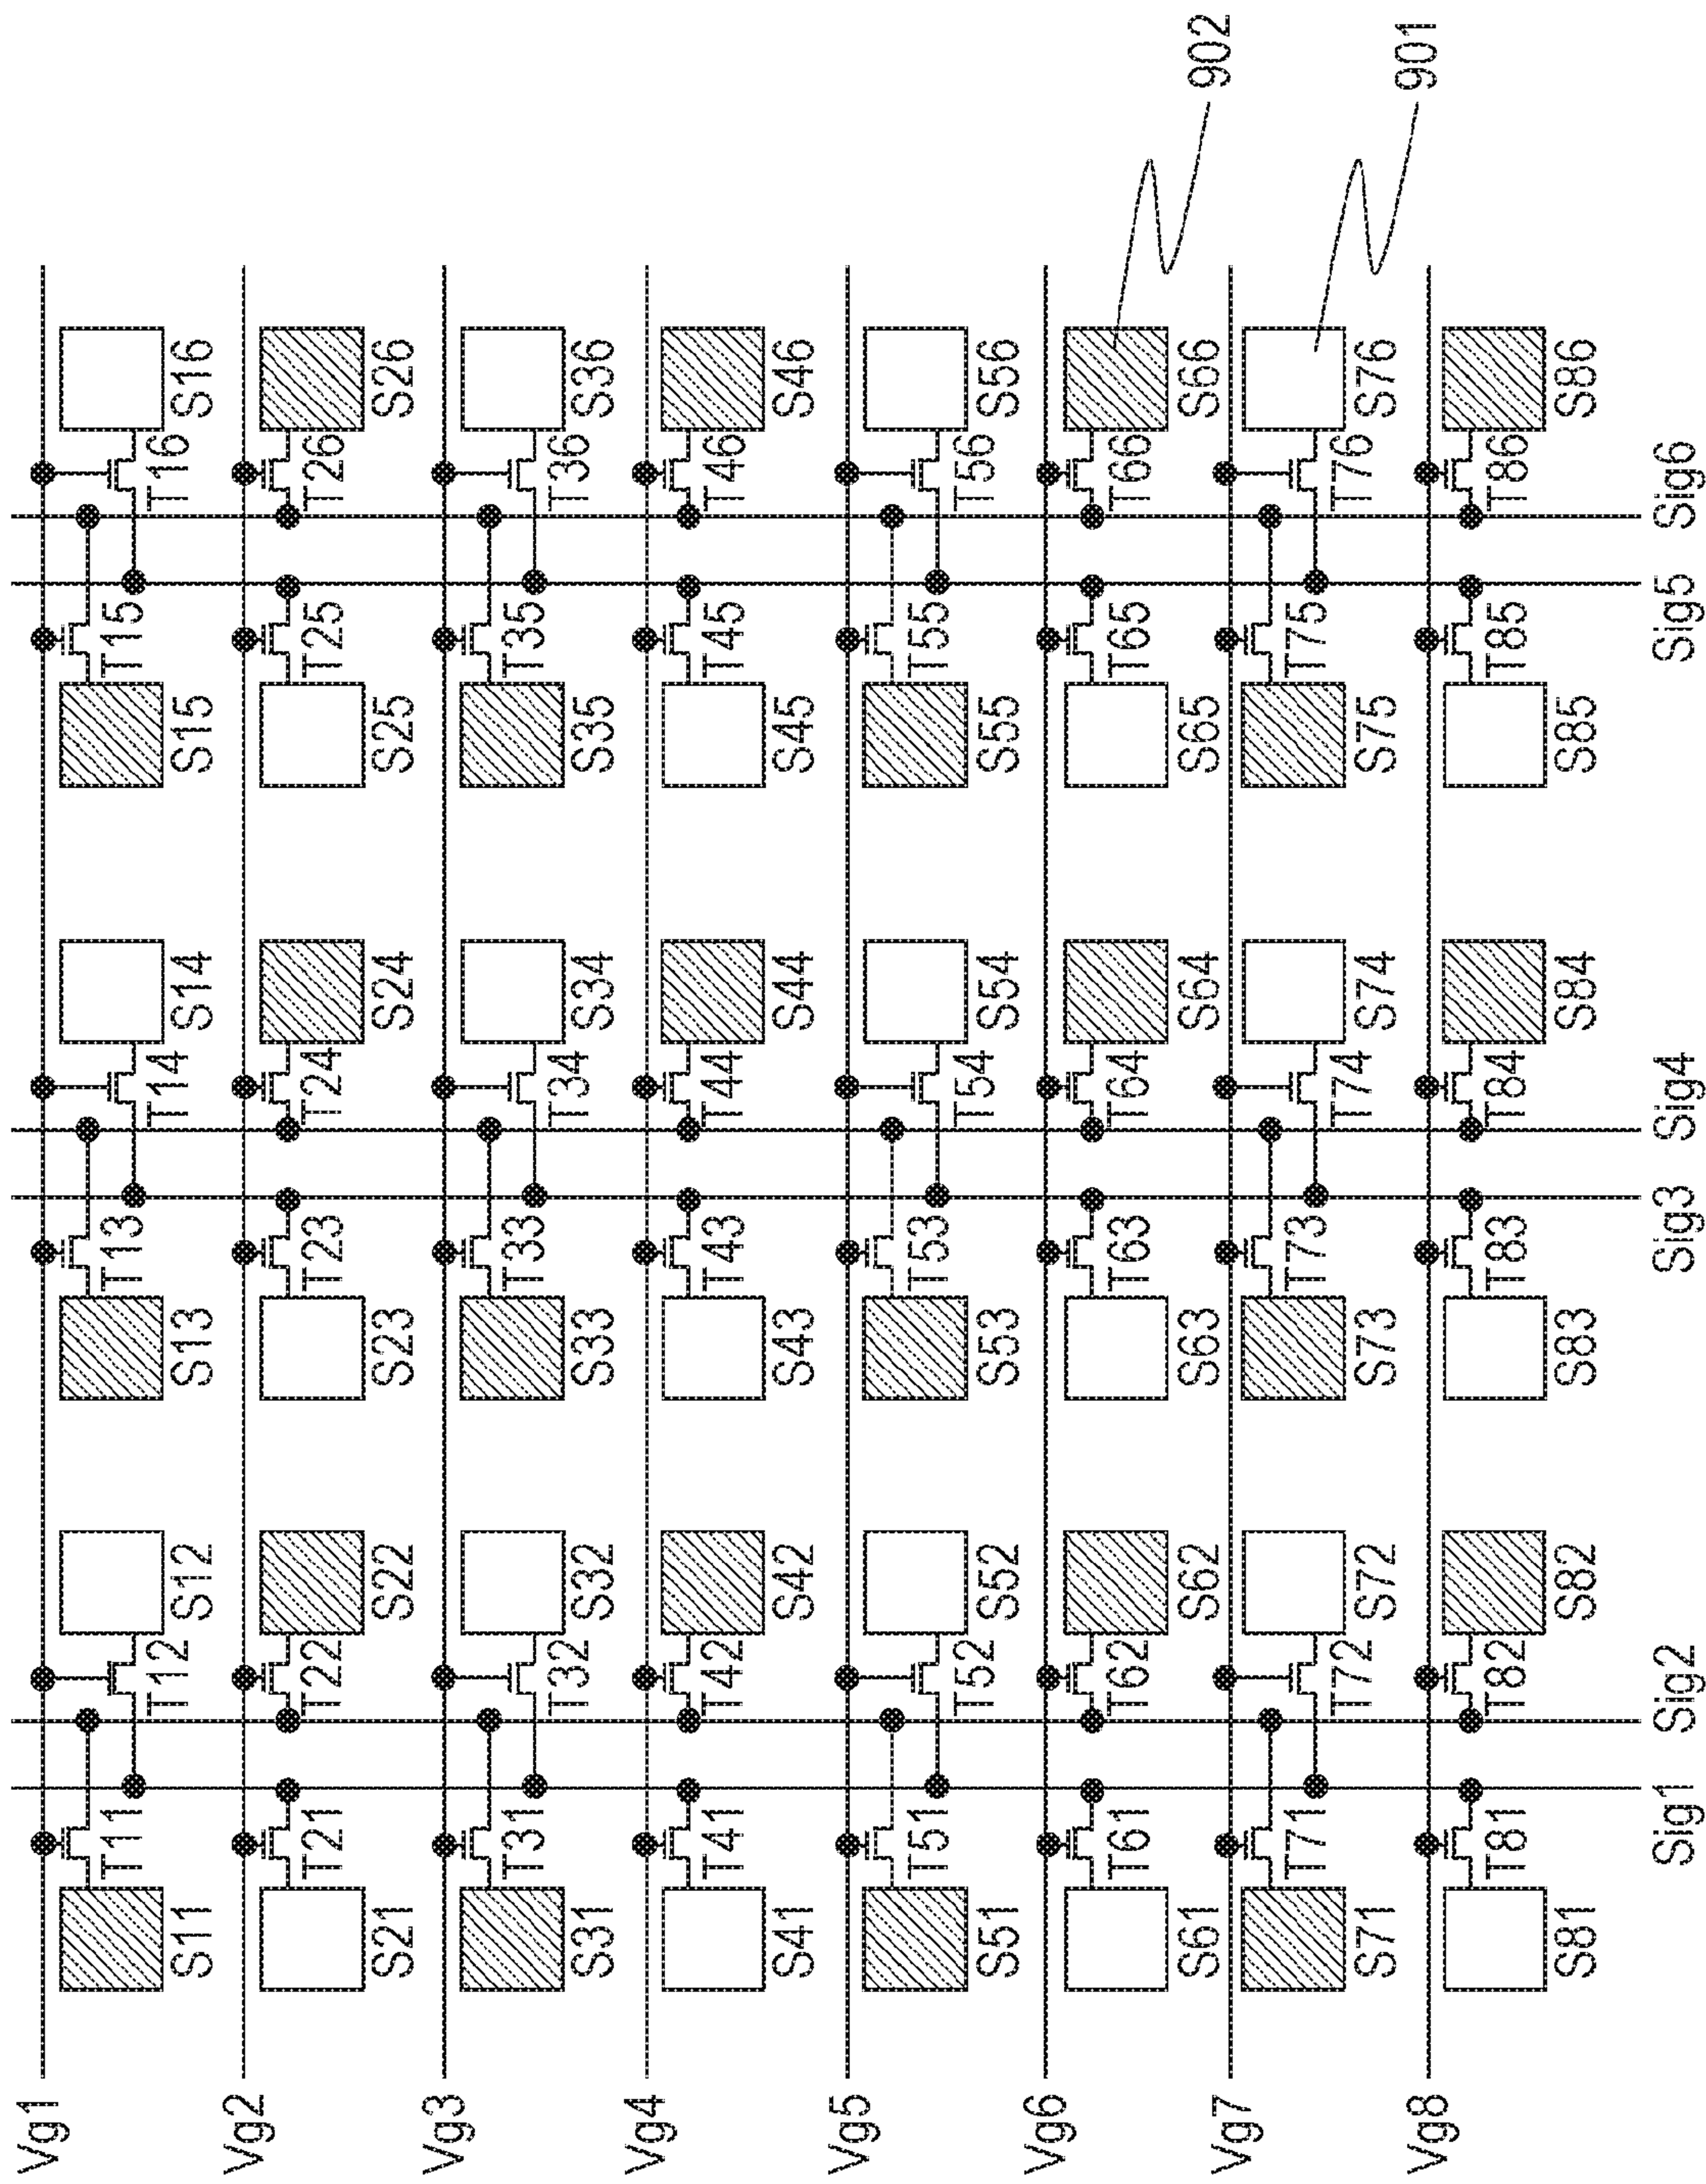 Vg1
S11 T11 T12 S12 S13 T13 T14 S14 S15 T15 T16 S16
Vg2
S21 T21 T22 S22 S23 T23 T24 S24 S25 T25 T26 S26
Vg3
S31 T31 T32 S32 S33 T33 T34 S34 S35 T35 T36 S36
Vg4
S41 T41 T42 S42 S43 T43 T44 S44 S45 T45 T46 S46
Vg5
S51 T51 T52 S52 S53 T53 T54 S54 S55 T55 T56 S56
Vg6
S61 T61 T62 S62 S63 T63 T64 S64 S65 T65 T66 S66
902
Vg7
S71 T71 T72 S72 S73 T73 T74 S74 S75 T75 T76 S76
901
Vg8
S81 T81 T82 S82 S83 T83 T84 S84 S85 T85 T86 S86
Sig1 Sig2 Sig3 Sig4 Sig5 Sig6